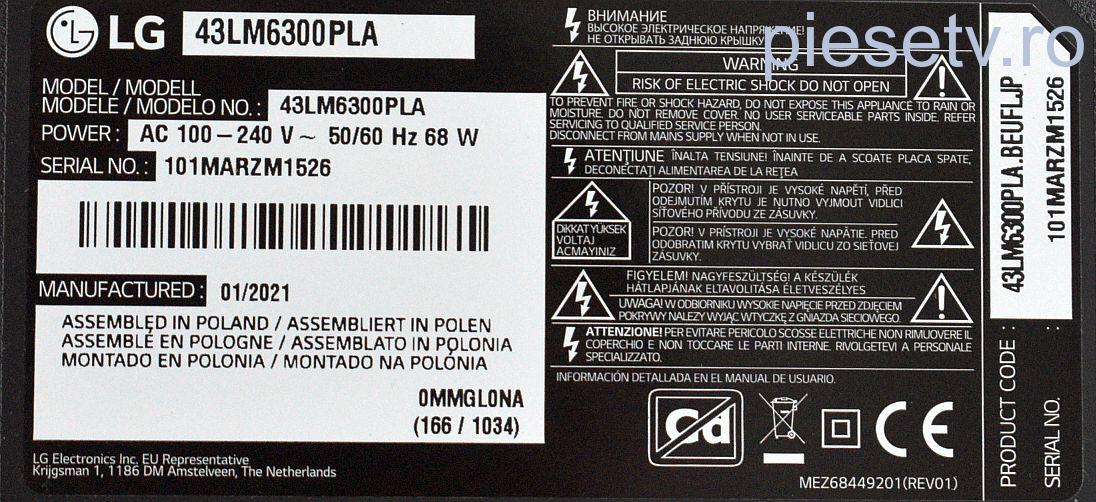 LG 43LM6300PLA
MODEL / MODELL
MODELE / MODELO NO. : 43LM6300PLA
POWER : AC 100 – 240 V ~ 50/60 Hz 68 W
SERIAL NO. : 101MARZM1526
MANUFACTURED : 01/2021
ASSEMBLED IN POLAND / ASSEMBLIERT IN POLEN
ASSEMBLE EN POLOGNE / ASSEMBLATO IN POLONIA
MONTADO EN POLONIA / MONTADO NA POLÓNIA
0MMGL0NA
(166 / 1034)
LG Electronics Inc. EU Representative
Krijgsman 1, 1186 DM Amstelveen, The Netherlands
ВНИМАНИЕ
ВЫСОКОЕ ЭЛЕКТРИЧЕСКОЕ НАПРЯЖЕНИЕ!
НЕ ОТКРЫВАТЬ ЗАДНЮЮ КРЫШКУ
WARNING
RISK OF ELECTRIC SHOCK DO NOT OPEN
TO PREVENT FIRE OR SHOCK HAZARD, DO NOT EXPOSE THIS APPLIANCE TO RAIN OR
MOISTURE. DO NOT REMOVE COVER. NO USER SERVICEABLE PARTS INSIDE. REFER
SERVICING TO QUALIFIED SERVICE PERSON.
DISCONNECT FROM MAINS SUPPLY WHEN NOT IN USE.
ATENŢIUNE ÎNALTA TENSIUNE! ÎNAINTE DE A SCOATE PLACA SPATE,
DECONECTAŢI ALIMENTAREA DE LA REŢEA
DİKKAT YÜKSEK
VOLTAJ
AÇMAYINIZ
POZOR! V PŘÍSTROJI JE VYSOKÉ NAPĚTÍ, PŘED
ODEJMUTÍM KRYTU JE NUTNO VYJMOUT VIDLICI
SÍŤOVÉHO PŘÍVODU ZE ZÁSUVKY.
POZOR! V PRÍSTROJI JE VYSOKÉ NAPÄTIE. PRED
ODOBRATIM KRYTU VYBRAŤ VIDLICU ZO SIEŤOVEJ
ZÁSUVKY.
FIGYELEM! NAGYFESZÜLTSÉG! A KÉSZÜLÉK
HÁTLAPJÁNAK ELTAVOLÍTÁSA ÉLETVESZÉLYES
UWAGA! W ODBIORNIKU WYSOKIE NAPIĘCIE PRZED ZDJĘCIEM
POKRYWY NALEŻY WYJĄĆ WTYCZKĘ Z GNIAZDA SIECIOWEGO
ATTENZIONE! PER EVITARE PERICOLO SCOSSE ELETTRICHE NON RIMUOVERE IL
COPERCHIO E NON TOCCARE LE PARTI INTERNE. RIVOLGETEVI A PERSONALE
SPECIALIZZATO.
INFORMACIÓN DETALLADA EN EL MANUAL DE USUARIO.
Cd
CE
MEZ68449201(REV01)
PRODUCT CODE : 43LM6300PLA.BEUFLJP
SERIAL NO. : 101MARZM1526
piesetv.ro